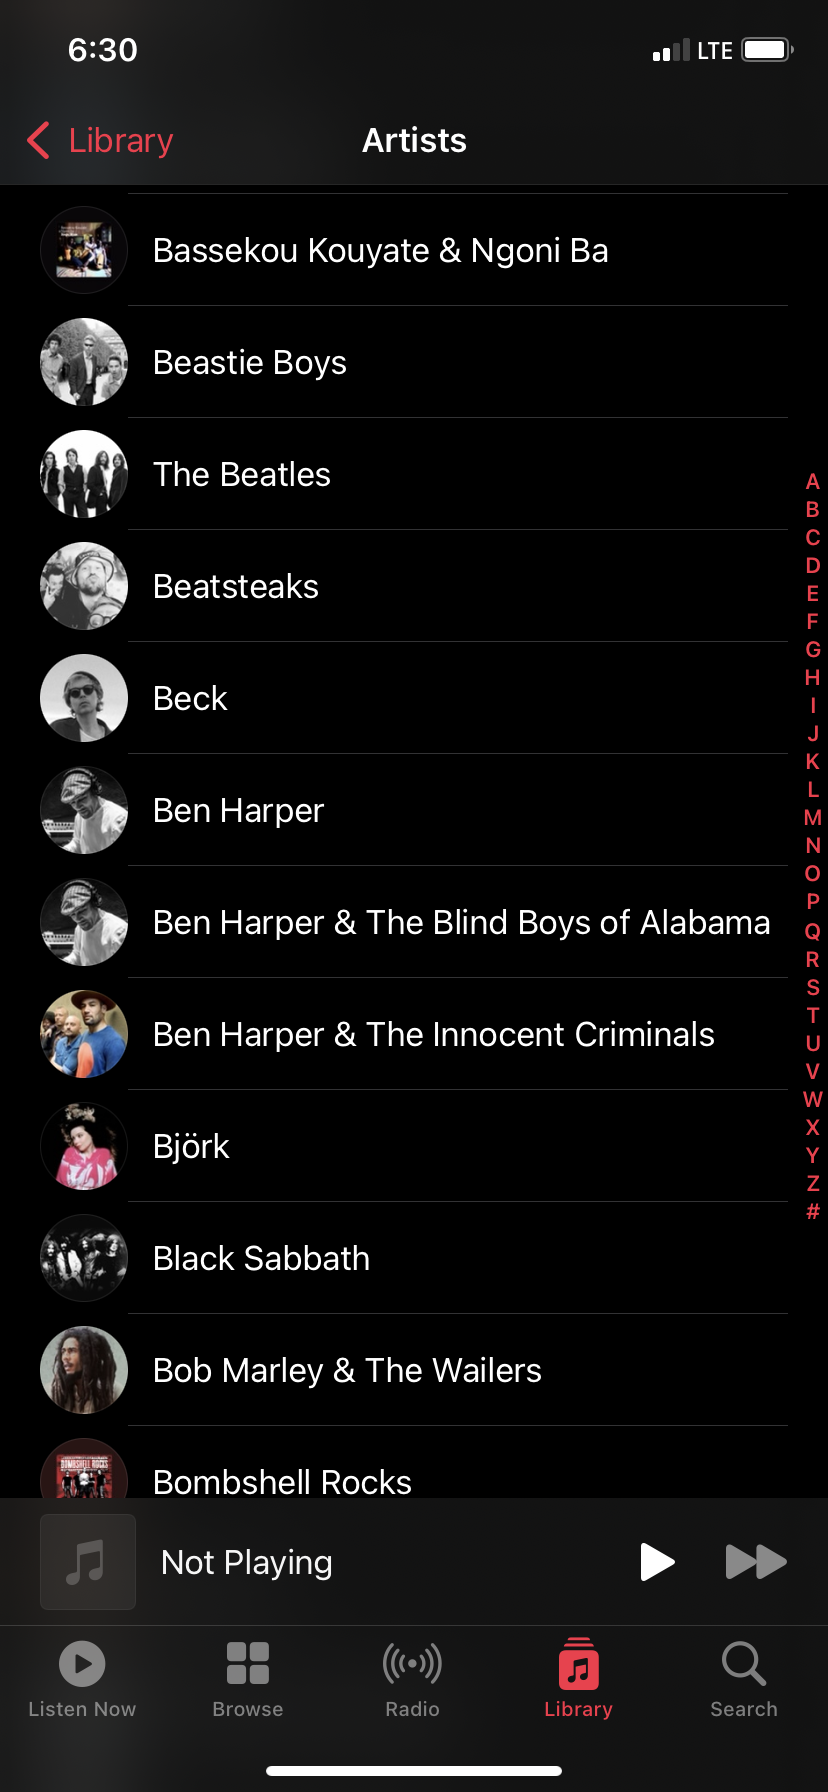 6:30 LTE
Library Artists
Bassekou Kouyate & Ngoni Ba
Beastie Boys
The Beatles
Beatsteaks
Beck
Ben Harper
Ben Harper & The Blind Boys of Alabama
Ben Harper & The Innocent Criminals
Björk
Black Sabbath
Bob Marley & The Wailers
BOMBSHELL ROCKS
Bombshell Rocks
A
B
C
D
E
F
G
H
I
J
K
L
M
N
O
P
Q
R
S
T
U
V
W
X
Y
Z
#
Not Playing
Listen Now Browse Radio Library Search